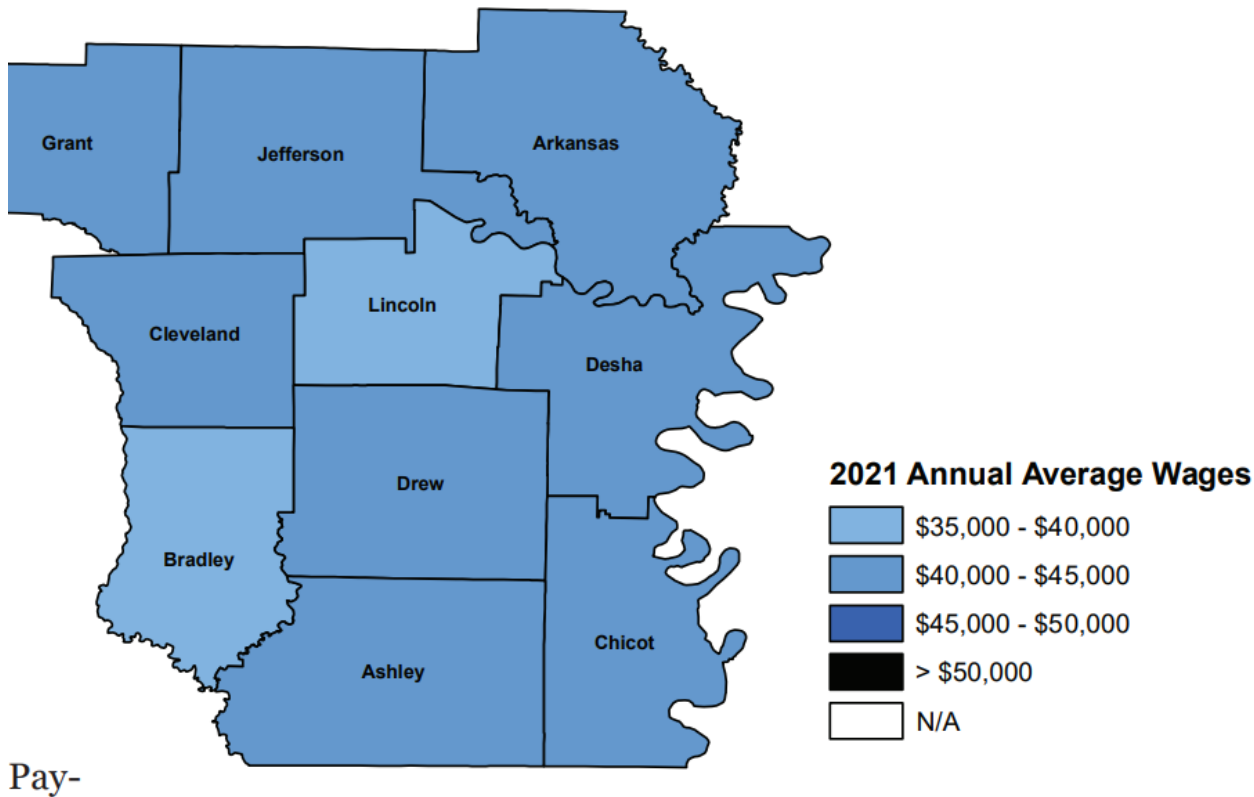 Grant
Jefferson
Arkansas
Lincoln
Cleveland
Desha
Drew
Bradley
Chicot
Ashley
2021 Annual Average Wages
$35,000 - $40,000
$40,000 - $45,000
$45,000 - $50,000
> $50,000
N/A
Pay-